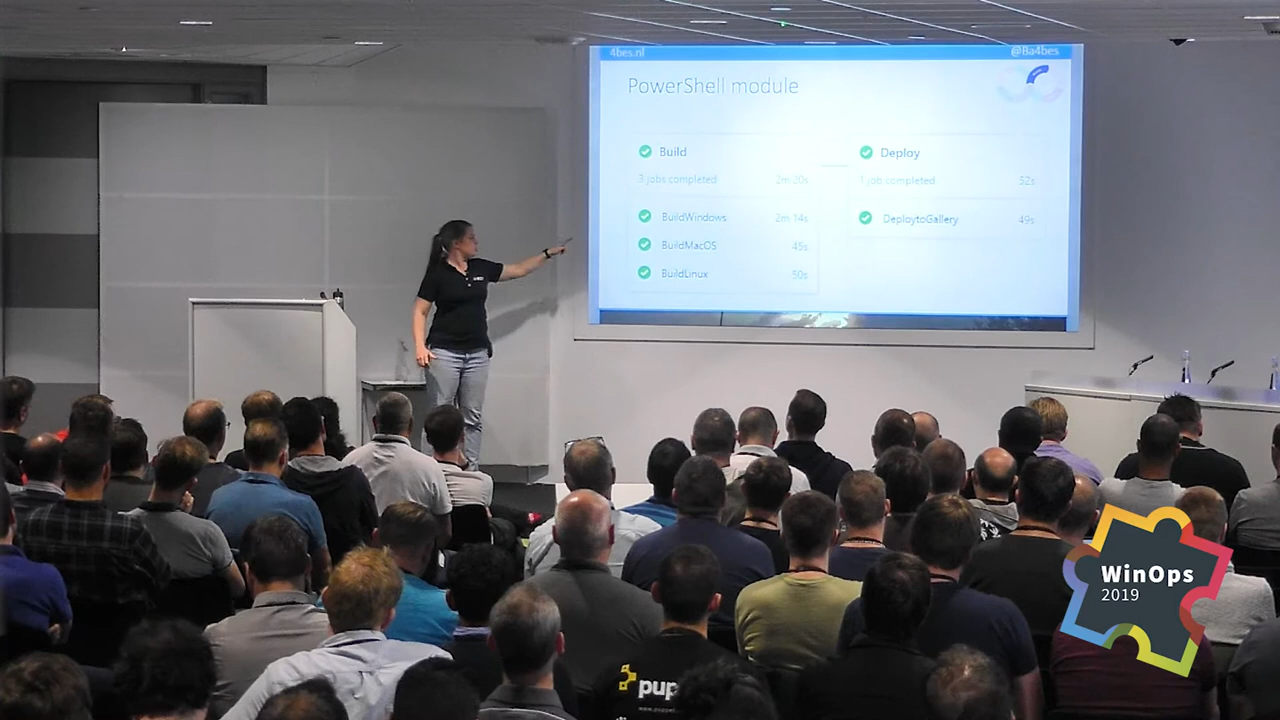 4bes.nl
@Ba4bes
PowerShell module
Build
3 jobs completed 2m 20s
BuildWindows 2m 14s
BuildMacOS 45s
BuildLinux 50s
Deploy
1 job completed 52s
DeploytoGallery 49s
WinOps
2019
pup